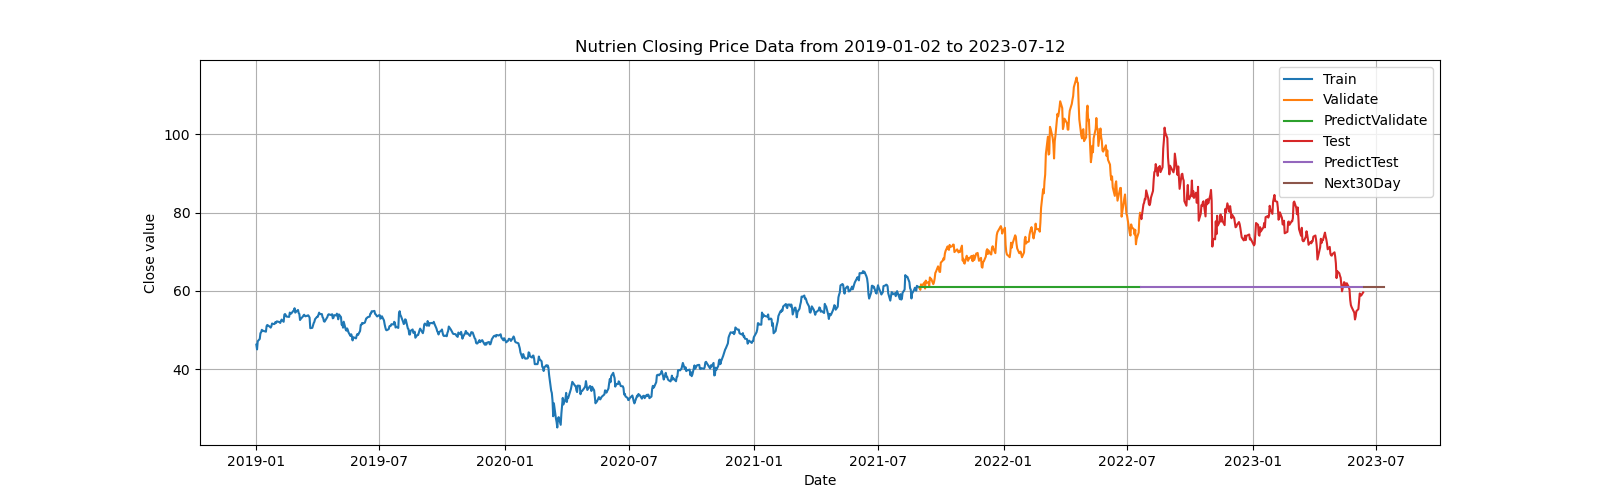 Nutrien Closing Price Data from 2019-01-02 to 2023-07-12
Train
Validate
PredictValidate
Test
PredictTest
Next30Day
Close value
100
80
60
40
2019-01 2019-07 2020-01 2020-07 2021-01 2021-07 2022-01 2022-07 2023-01 2023-07
Date